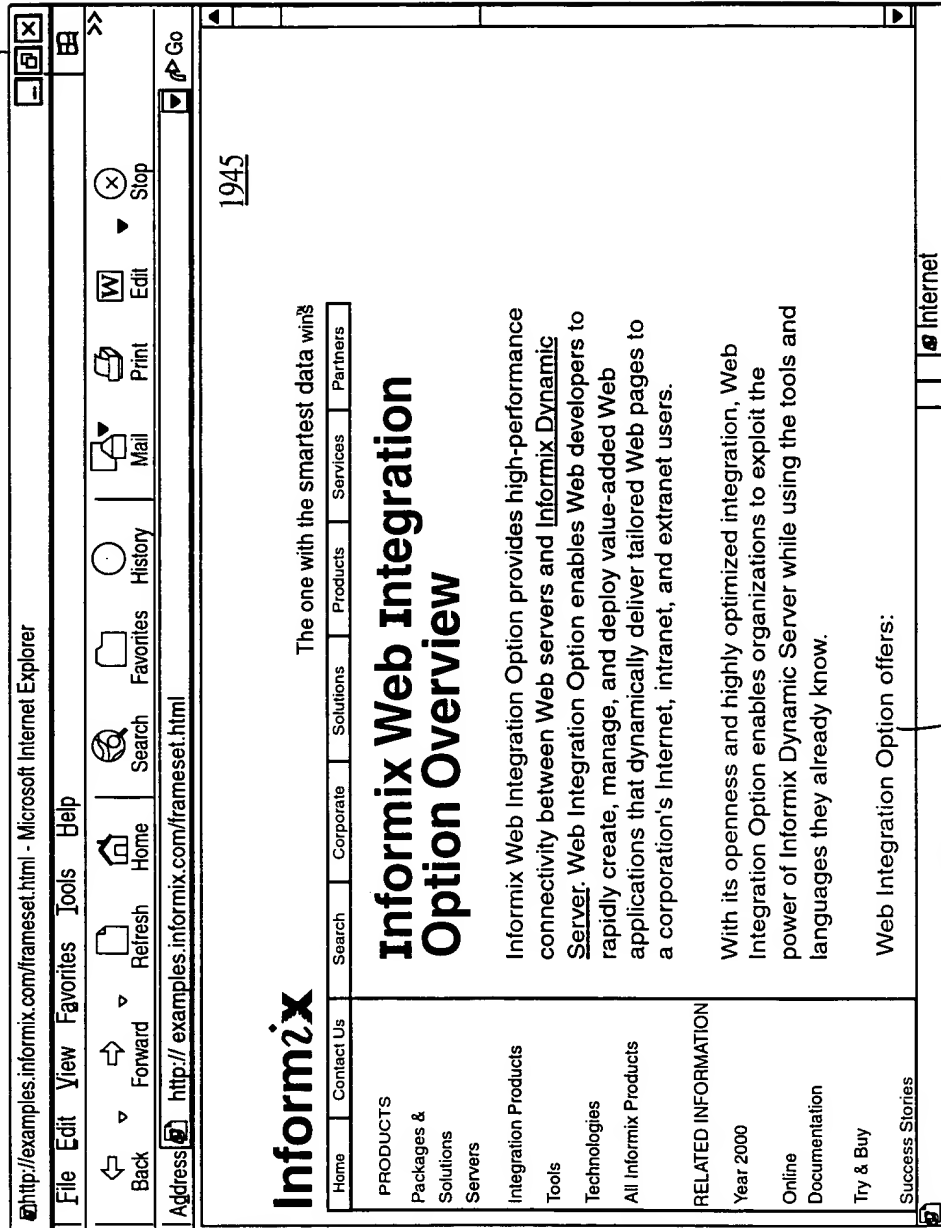 http://examples.informix.com/frameset.html - Microsoft Internet Explorer
File Edit View Favorites Tools Help
Back Forward Refresh Home Search Favorites History Mail Print Edit Stop
Address http:// examples.informix.com/frameset.html Go
1945
Informix
The one with the smartest data wins
Home Contact Us Search Corporate Solutions Products Services Partners
PRODUCTS
Packages &
Solutions
Servers
Integration Products
Tools
Technologies
All Informix Products
RELATED INFORMATION
Year 2000
Online
Documentation
Try & Buy
Success Stories
Informix Web Integration
Option Overview
Informix Web Integration Option provides high-performance
connectivity between Web servers and Informix Dynamic
Server. Web Integration Option enables Web developers to
rapidly create, manage, and deploy value-added Web
applications that dynamically deliver tailored Web pages to
a corporation's Internet, intranet, and extranet users.
With its openness and highly optimized integration, Web
Integration Option enables organizations to exploit the
power of Informix Dynamic Server while using the tools and
languages they already know.
Web Integration Option offers:
Internet